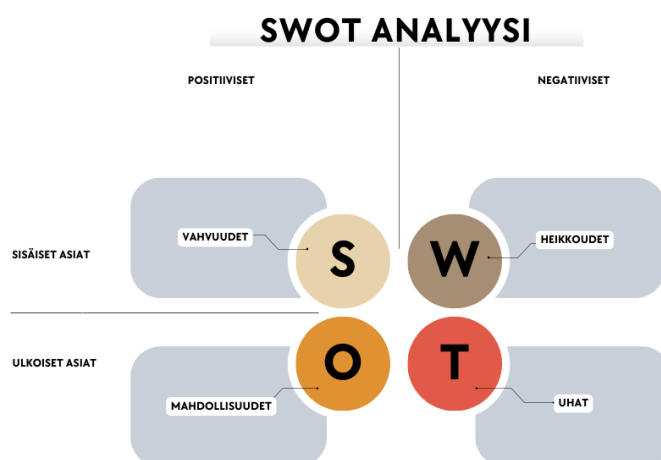 SWOT ANALYYSI
POSITIIVISET
NEGATIIVISET
VAHVUUDET
S
W
HEIKKOUDET
SISÄISET ASIAT
ULKOISET ASIAT
MAHDOLLISUUDET
O
T
UHAT